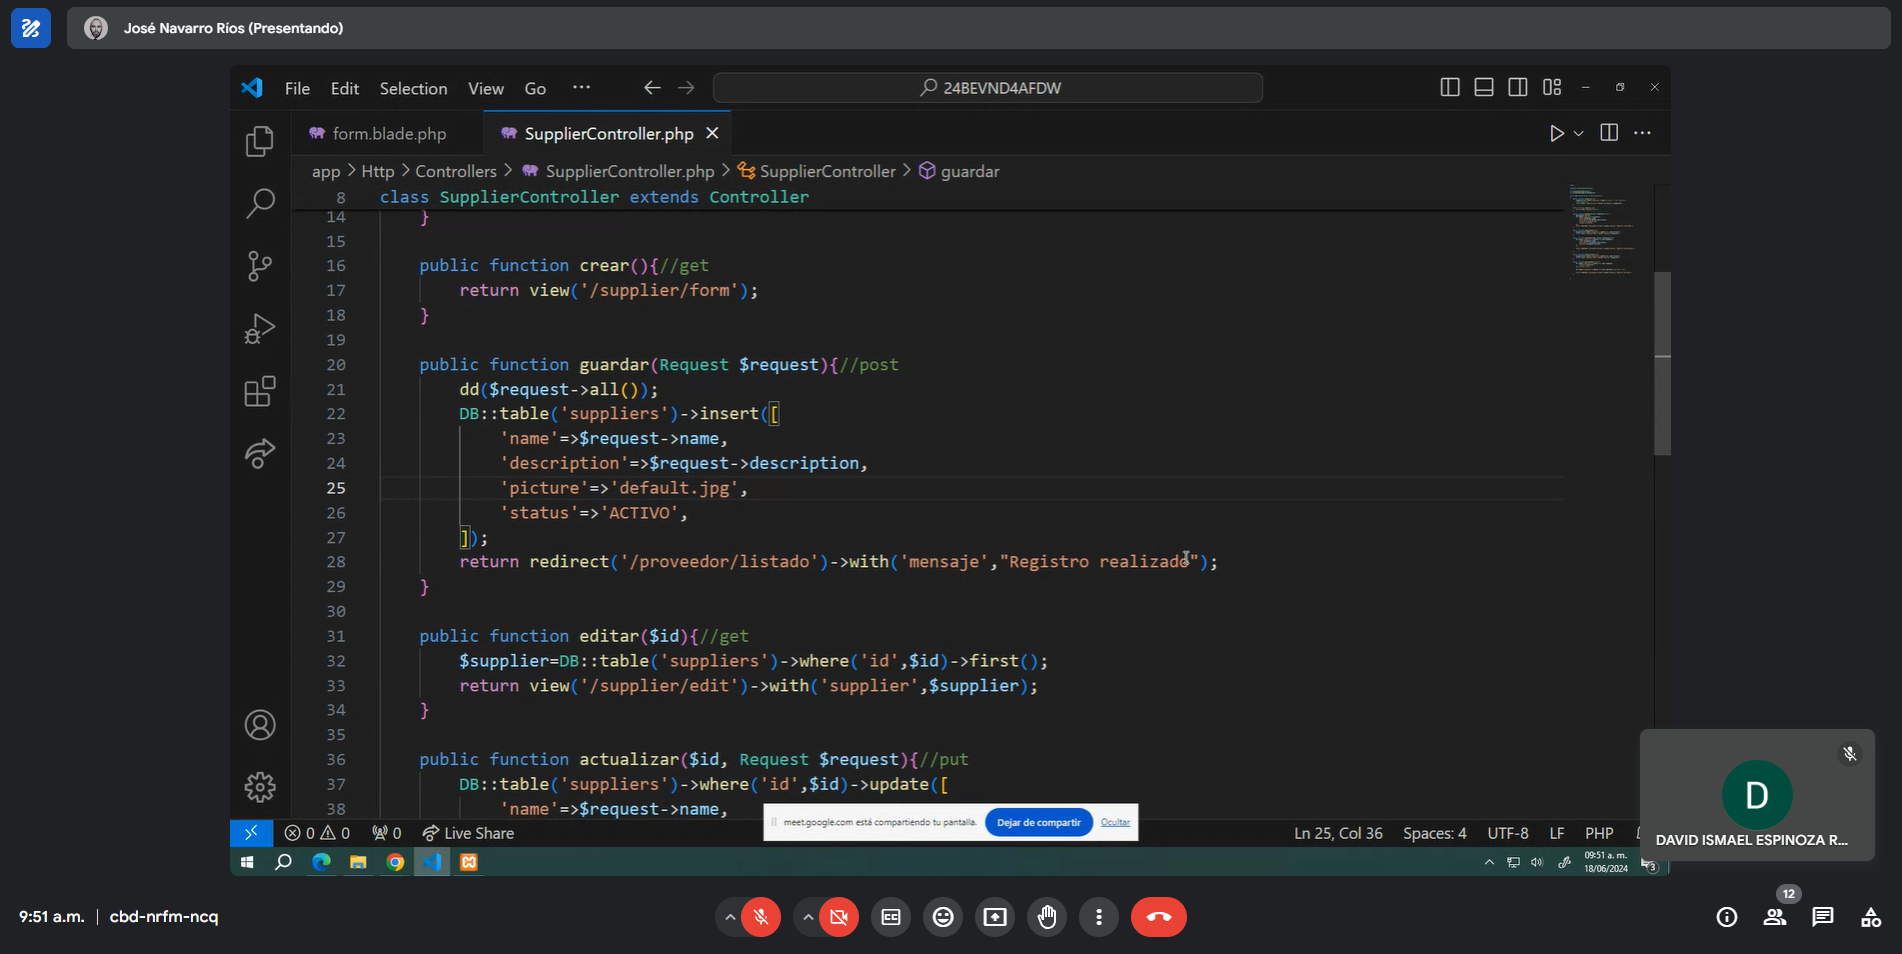 José Navarro Ríos (Presentando)
File Edit Selection View Go ··· 24BEVND4AFDW
form.blade.php SupplierController.php
app > Http > Controllers > SupplierController.php > SupplierController > guardar
8 class SupplierController extends Controller
14 }
15
16 public function crear(){//get
17 return view('/supplier/form');
18 }
19
20 public function guardar(Request $request){//post
21 dd($request->all());
22 DB::table('suppliers')->insert([
23 'name'=>$request->name,
24 'description'=>$request->description,
25 'picture'=>'default.jpg',
26 'status'=>'ACTIVO',
27 ]);
28 return redirect('/proveedor/listado')->with('mensaje',"Registro realizado");
29 }
30
31 public function editar($id){//get
32 $supplier=DB::table('suppliers')->where('id',$id)->first();
33 return view('/supplier/edit')->with('supplier',$supplier);
34 }
35
36 public function actualizar($id, Request $request){//put
37 DB::table('suppliers')->where('id',$id)->update([
38 'name'=>$request->name,
meet.google.com está compartiendo tu pantalla. Dejar de compartir Ocultar
0 0 0 Live Share Ln 25, Col 36 Spaces: 4 UTF-8 LF PHP
D
DAVID ISMAEL ESPINOZA R...
09:51 a. m.
18/06/2024
3
12
9:51 a.m. | cbd-nrfm-ncq